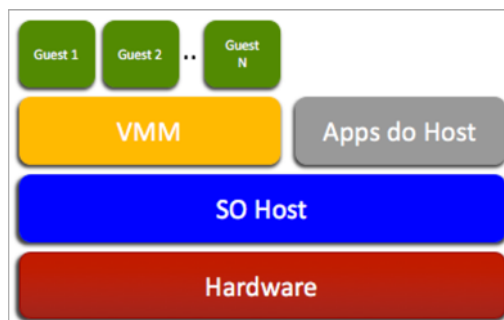 Guest 1
Guest 2
..
Guest
N
VMM
Apps do Host
SO Host
Hardware